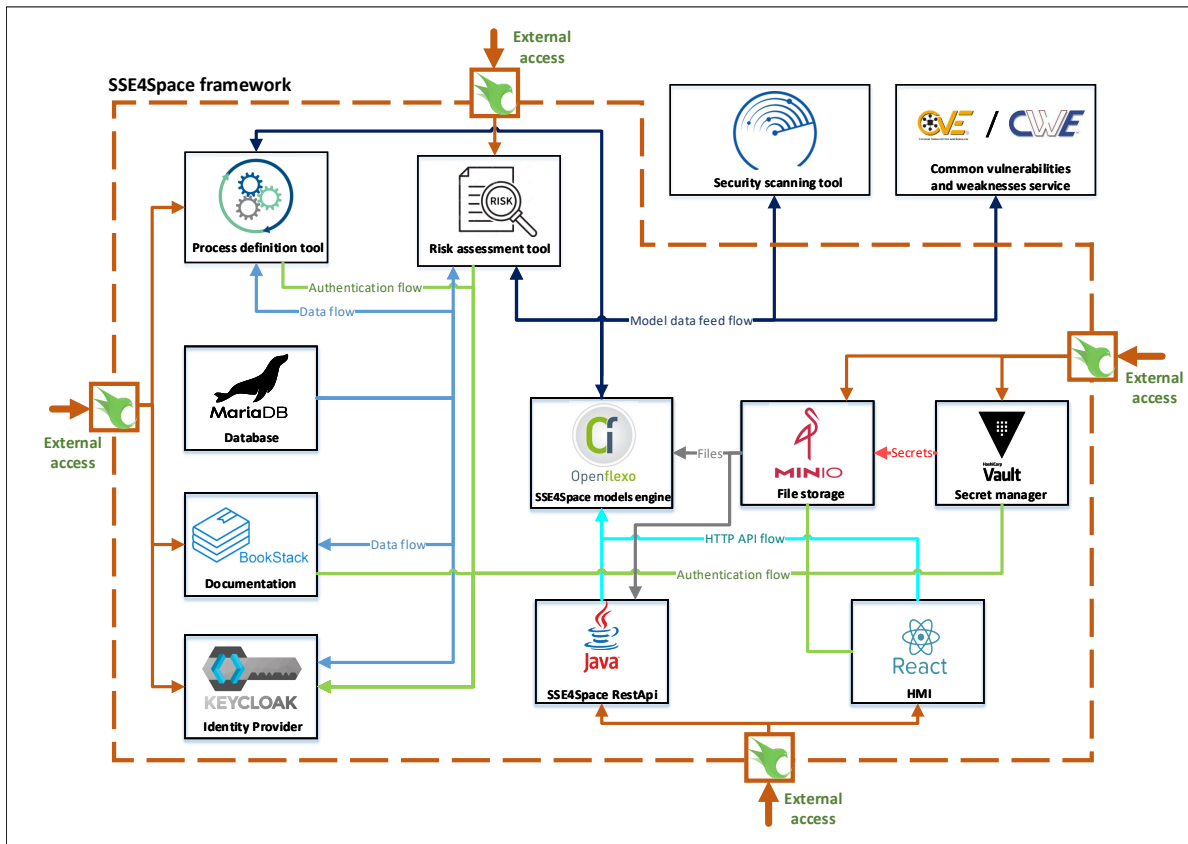 External
access
SSE4Space framework
CVE / CWE
Common vulnerabilities
and weaknesses service
Security scanning tool
RISK
Process definition tool
Risk assessment tool
Authentication flow
Data flow
Model data feed flow
MariaDB
Database
External
access
External
access
Cf
Openflexo
SSE4Space models engine
Files
MINIO
File storage
Secrets
HashiCorp
Vault
Secret manager
BookStack
Documentation
Data flow
HTTP API flow
Authentication flow
Java
SSE4Space RestApi
React
HMI
KEYCLOAK
Identity Provider
External
access